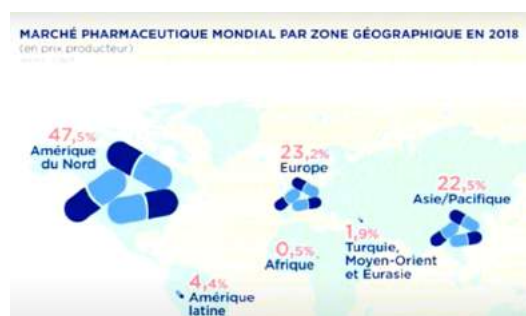 MARCHÉ PHARMACEUTIQUE MONDIAL PAR ZONE GÉOGRAPHIQUE EN 2018
(en prix producteur)
47,5%
Amérique
du Nord
23,2%
Europe
22,5%
Asie/Pacifique
1,9%
Turquie,
Moyen-Orient
et Eurasie
0,5%
Afrique
4,4%
Amérique
latine